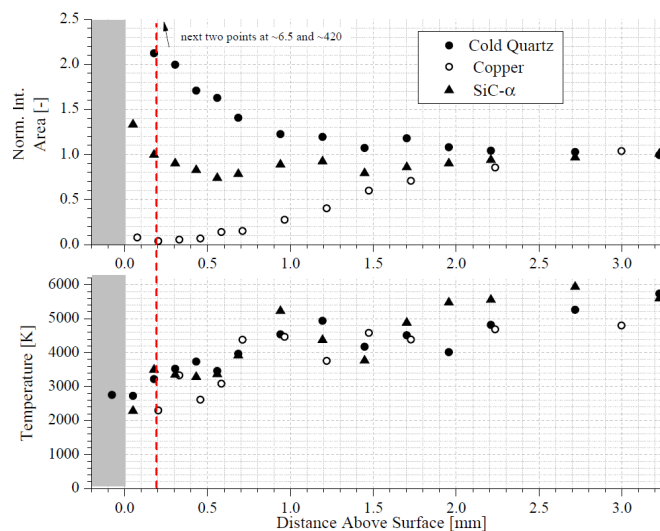 next two points at ~6.5 and ~420
Cold Quartz
Copper
SiC-α
Norm. Int.
Area [-]
2.5
2.0
1.5
1.0
0.5
0.0
0.0 0.5 1.0 1.5 2.0 2.5 3.0
Temperature [K]
6000
5000
4000
3000
2000
1000
0
0.0 0.5 1.0 1.5 2.0 2.5 3.0
Distance Above Surface [mm]